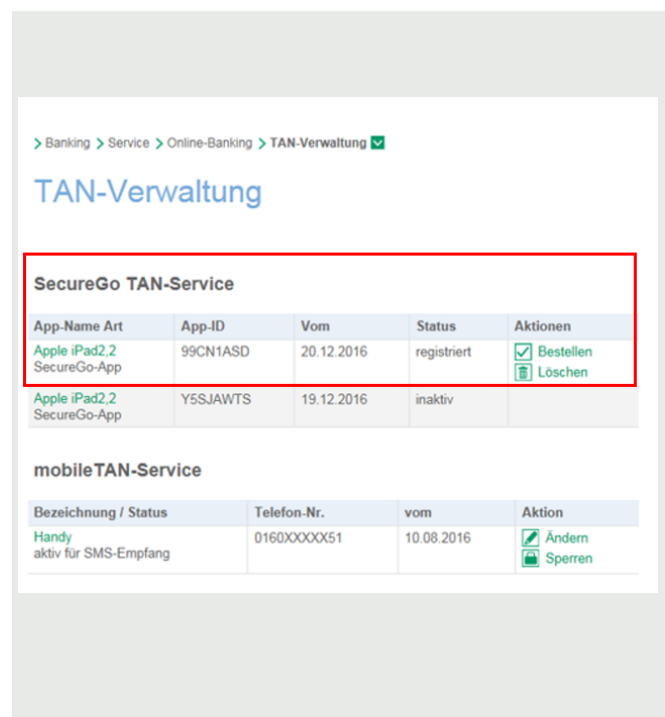 Banking Service Online-Banking TAN-Verwaltung
TAN-Verwaltung
SecureGo TAN-Service
App-Name Art App-ID Vom Status Aktionen
Apple iPad2,2 99CN1ASD 20.12.2016 registriert Bestellen
SecureGo-App Löschen
Apple iPad2,2 Y5SJAWTS 19.12.2016 inaktiv
SecureGo-App
mobileTAN-Service
Bezeichnung / Status Telefon-Nr. vom Aktion
Handy 0160XXXXX51 10.08.2016 Ändern
aktiv für SMS-Empfang Sperren